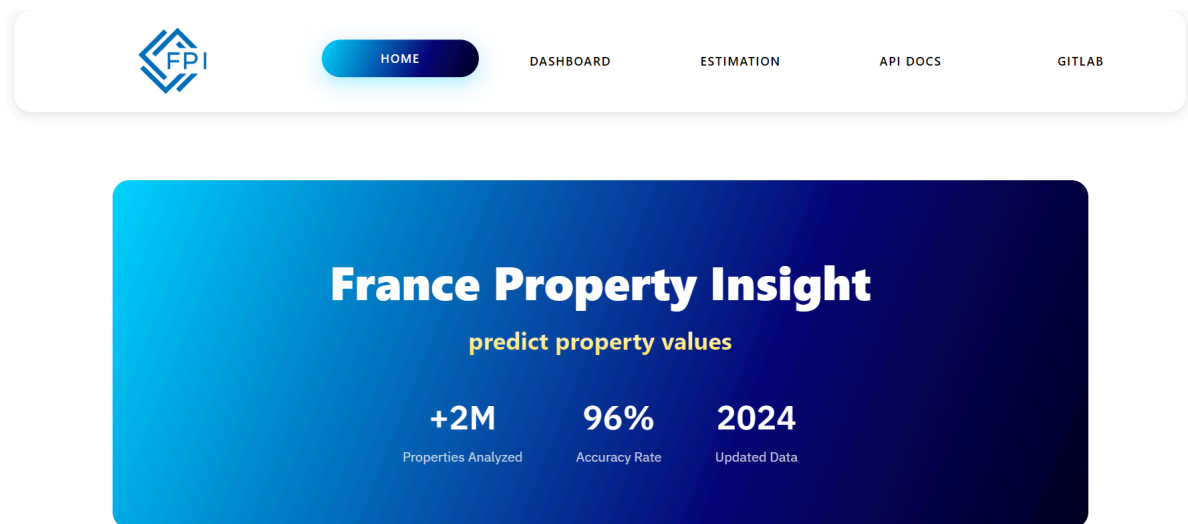 FPI
HOME
DASHBOARD
ESTIMATION
API DOCS
GITLAB
France Property Insight
predict property values
+2M
Properties Analyzed
96%
Accuracy Rate
2024
Updated Data